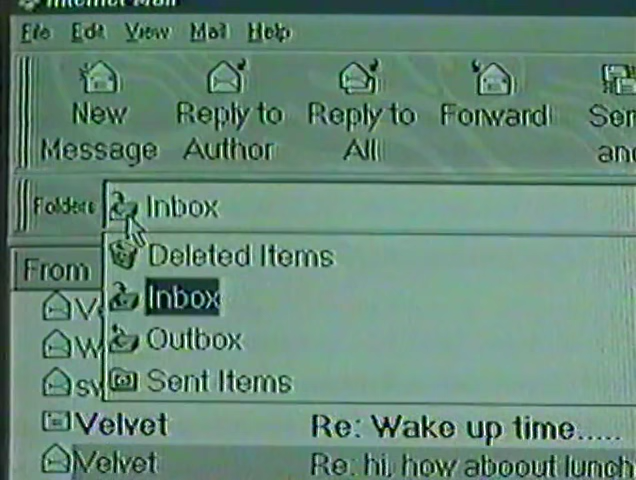 Internet Mail
File Edit View Mail Help
New Message
Reply to Author
Reply to All
Forward
Folders Inbox
Deleted Items
From
Inbox
Outbox
Sent Items
Velvet Re: Wake up time.....
Velvet Re: hi, how aboout lunch